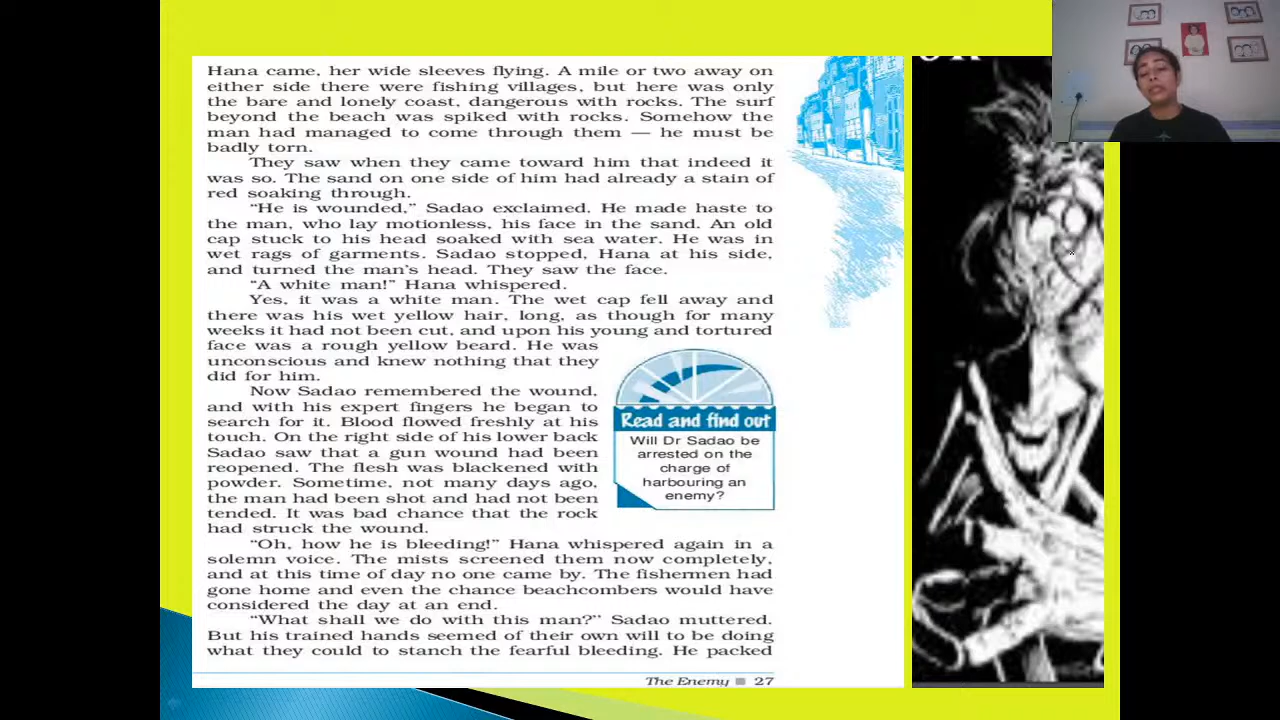 Hana came, her wide sleeves flying. A mile or two away on
either side there were fishing villages, but here was only
the bare and lonely coast, dangerous with rocks. The surf
beyond the beach was spiked with rocks. Somehow the
man had managed to come through them — he must be
badly torn.
They saw when they came toward him that indeed it
was so. The sand on one side of him had already a stain of
red soaking through.
“He is wounded,” Sadao exclaimed. He made haste to
the man, who lay motionless, his face in the sand. An old
cap stuck to his head soaked with sea water. He was in
wet rags of garments. Sadao stopped, Hana at his side,
and turned the man’s head. They saw the face.
“A white man!” Hana whispered.
Yes, it was a white man. The wet cap fell away and
there was his wet yellow hair, long, as though for many
weeks it had not been cut, and upon his young and tortured
face was a rough yellow beard. He was
unconscious and knew nothing that they
did for him.
Now Sadao remembered the wound,
and with his expert fingers he began to
search for it. Blood flowed freshly at his
touch. On the right side of his lower back
Sadao saw that a gun wound had been
reopened. The flesh was blackened with
powder. Sometime, not many days ago,
the man had been shot and had not been
tended. It was bad chance that the rock
had struck the wound.
Read and find out
Will Dr Sadao be
arrested on the
charge of
harbouring an
enemy?
“Oh, how he is bleeding!” Hana whispered again in a
solemn voice. The mists screened them now completely,
and at this time of day no one came by. The fishermen had
gone home and even the chance beachcombers would have
considered the day at an end.
“What shall we do with this man?” Sadao muttered.
But his trained hands seemed of their own will to be doing
what they could to stanch the fearful bleeding. He packed
The Enemy ■ 27